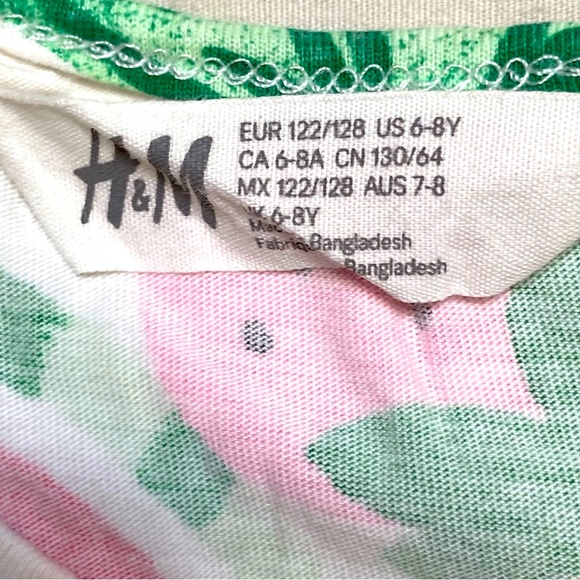 H&M
EUR 122/128 US 6-8Y
CA 6-8A CN 130/64
MX 122/128 AUS 7-8
6-8Y
Bangladesh
Bangladesh